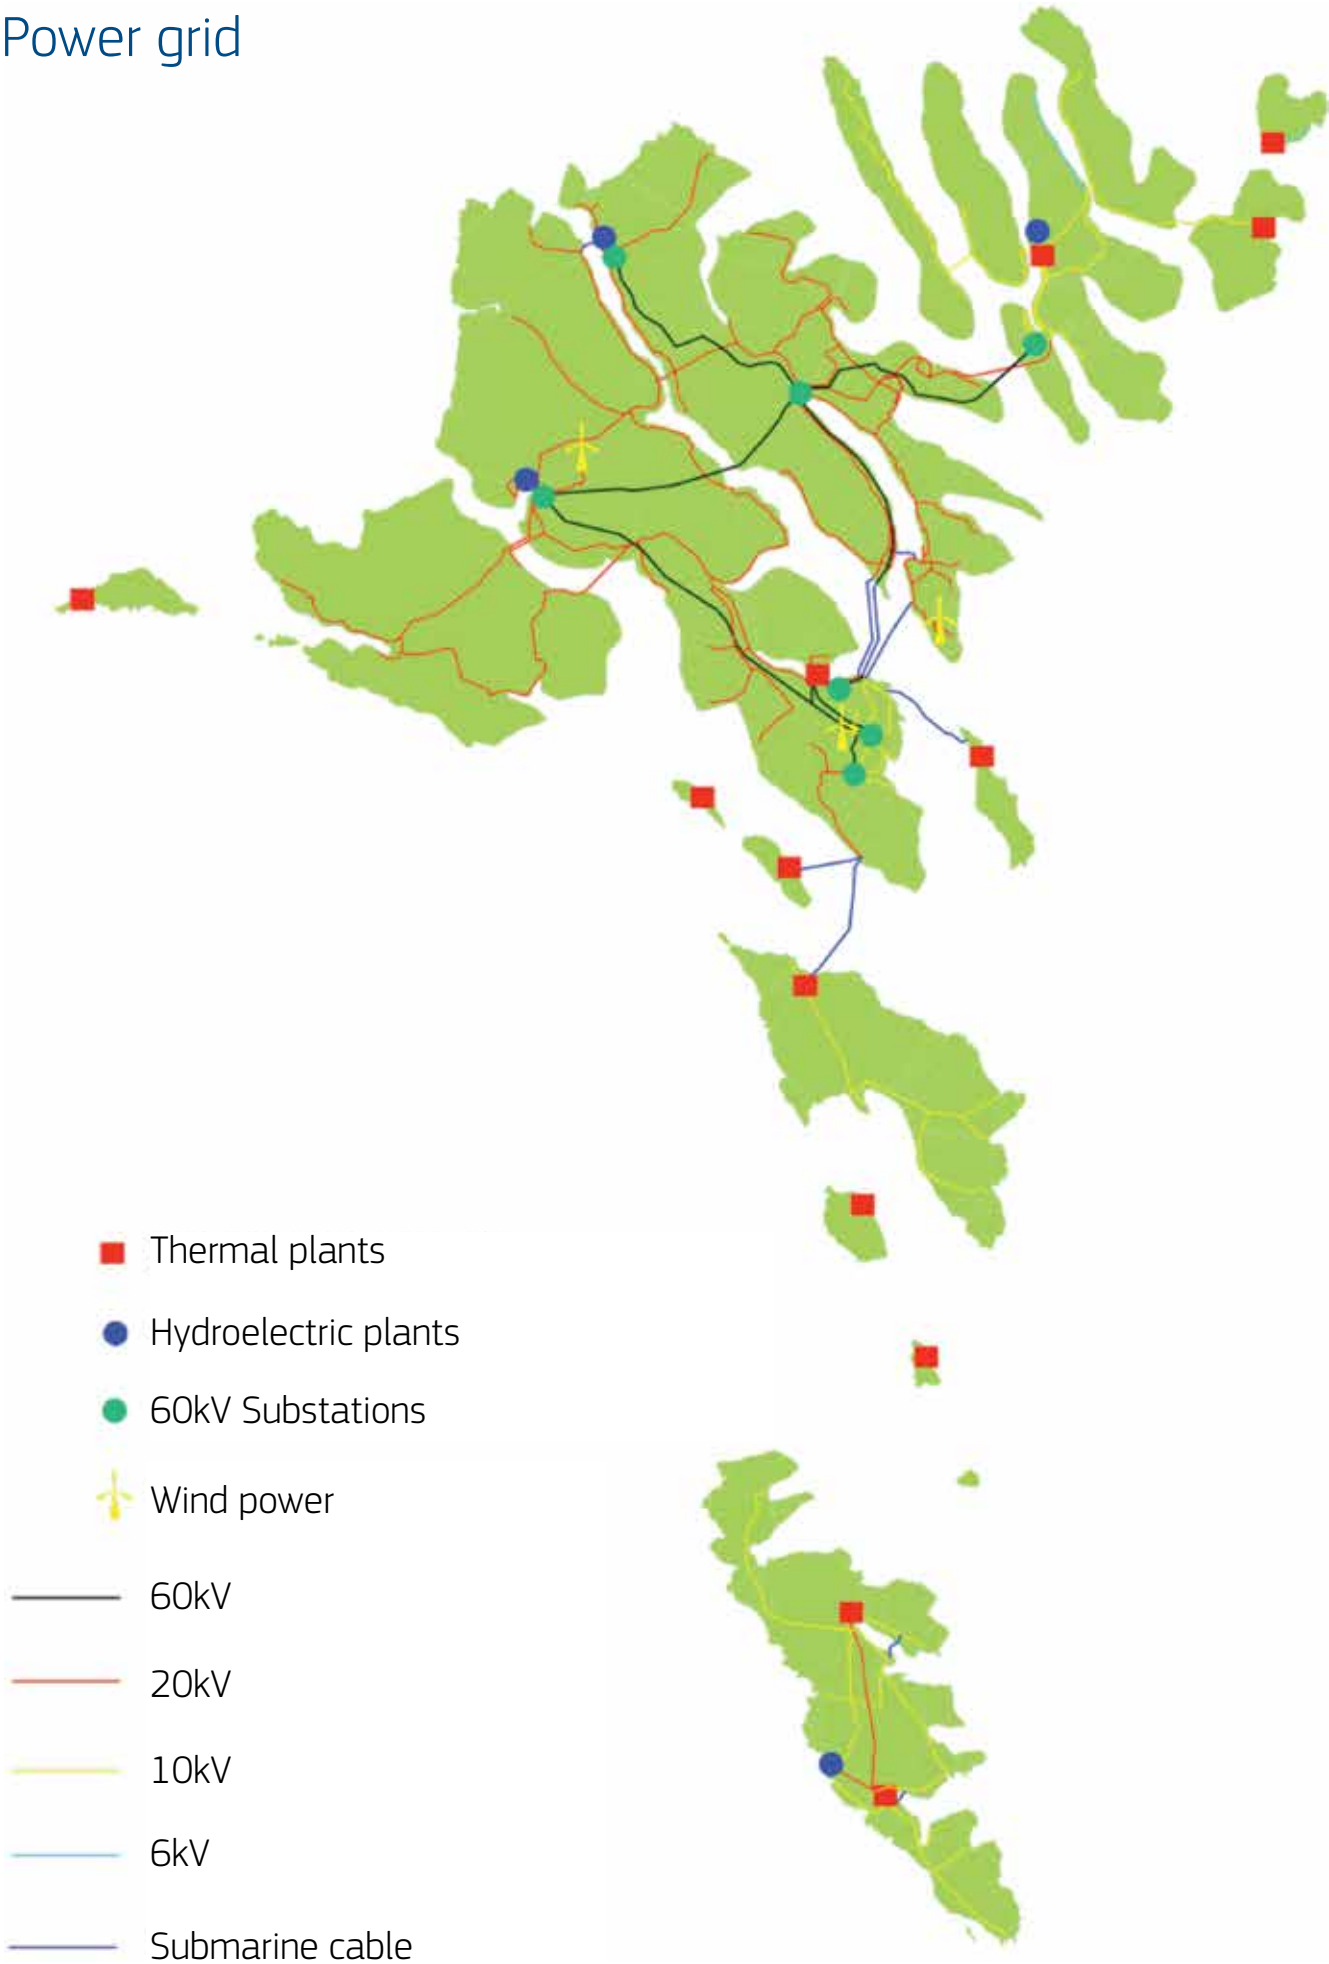 Power grid
Thermal plants
Hydroelectric plants
60kV Substations
Wind power
60kV
20kV
10kV
6kV
Submarine cable